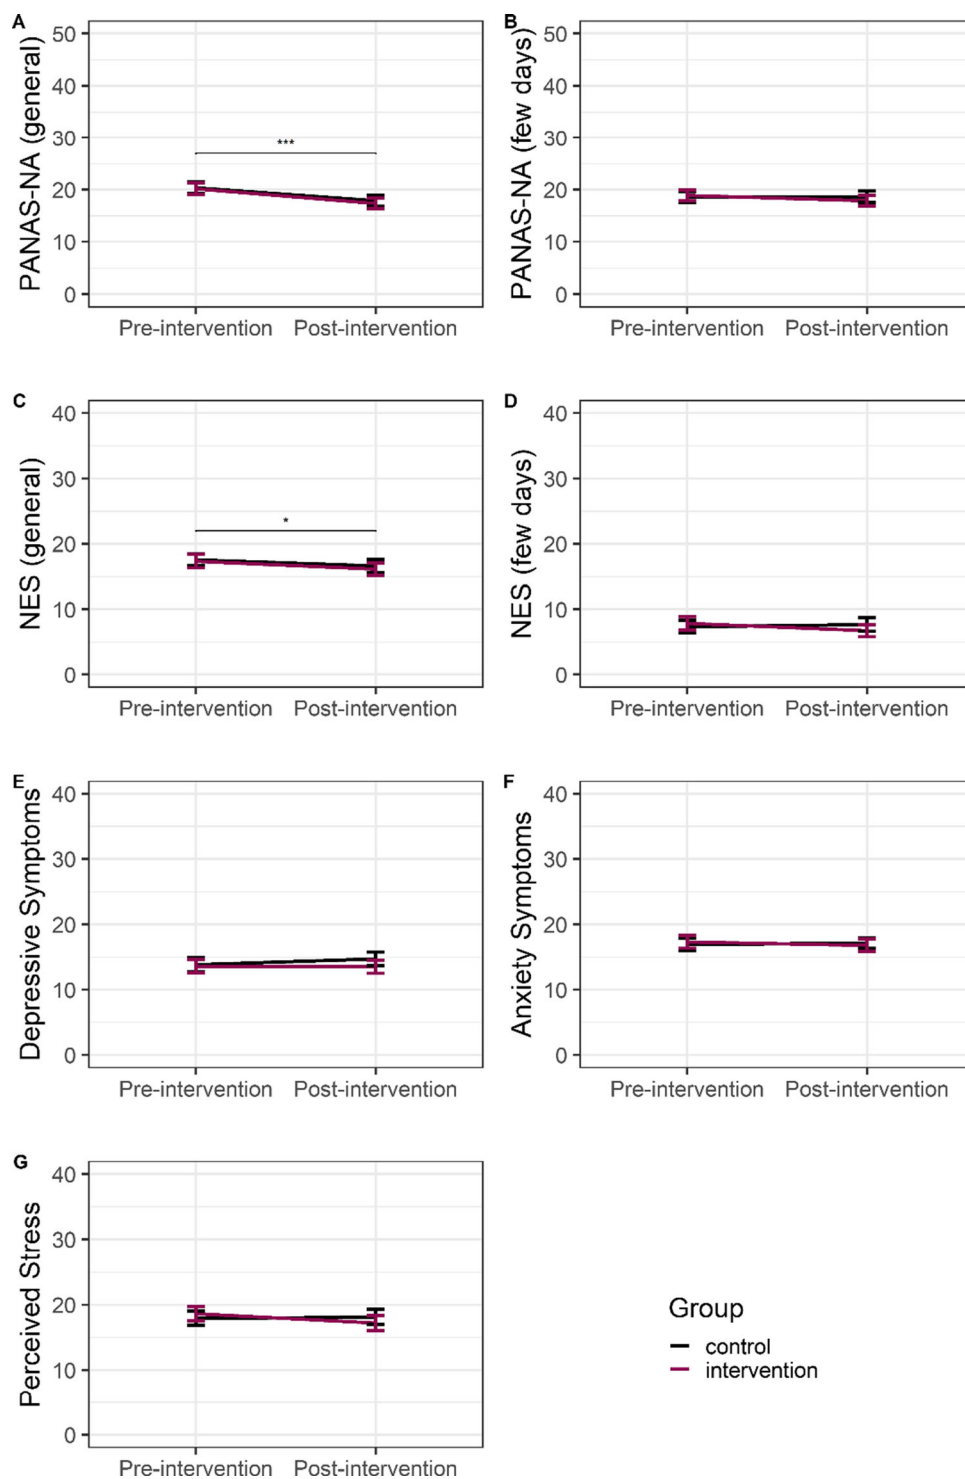 A
PANAS-NA (general)
50
40
30
20
10
0
***
Pre-intervention Post-intervention
B
PANAS-NA (few days)
50
40
30
20
10
0
Pre-intervention Post-intervention
C
NES (general)
40
30
20
10
0
*
Pre-intervention Post-intervention
D
NES (few days)
40
30
20
10
0
Pre-intervention Post-intervention
E
Depressive Symptoms
40
30
20
10
0
Pre-intervention Post-intervention
F
Anxiety Symptoms
40
30
20
10
0
Pre-intervention Post-intervention
G
Perceived Stress
40
30
20
10
0
Pre-intervention Post-intervention
Group
control
intervention